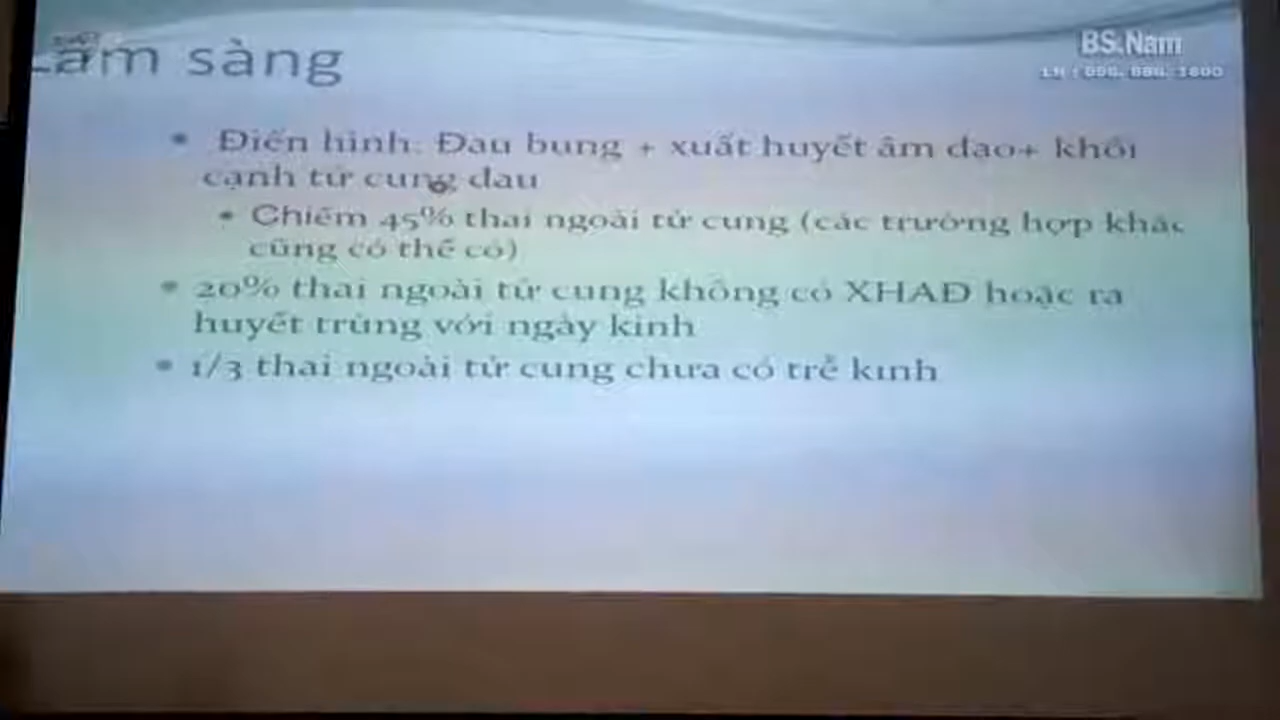 Lâm sàng
BS.Nam
• Điển hình: Đau bụng + xuất huyết âm đạo+ khối
cạnh tử cung đau
• Chiếm 45% thai ngoài tử cung (các trường hợp khác
cũng có thể có)
• 20% thai ngoài tử cung không có XHAĐ hoặc ra
huyết trùng với ngày kinh
• 1/3 thai ngoài tử cung chưa có trễ kinh